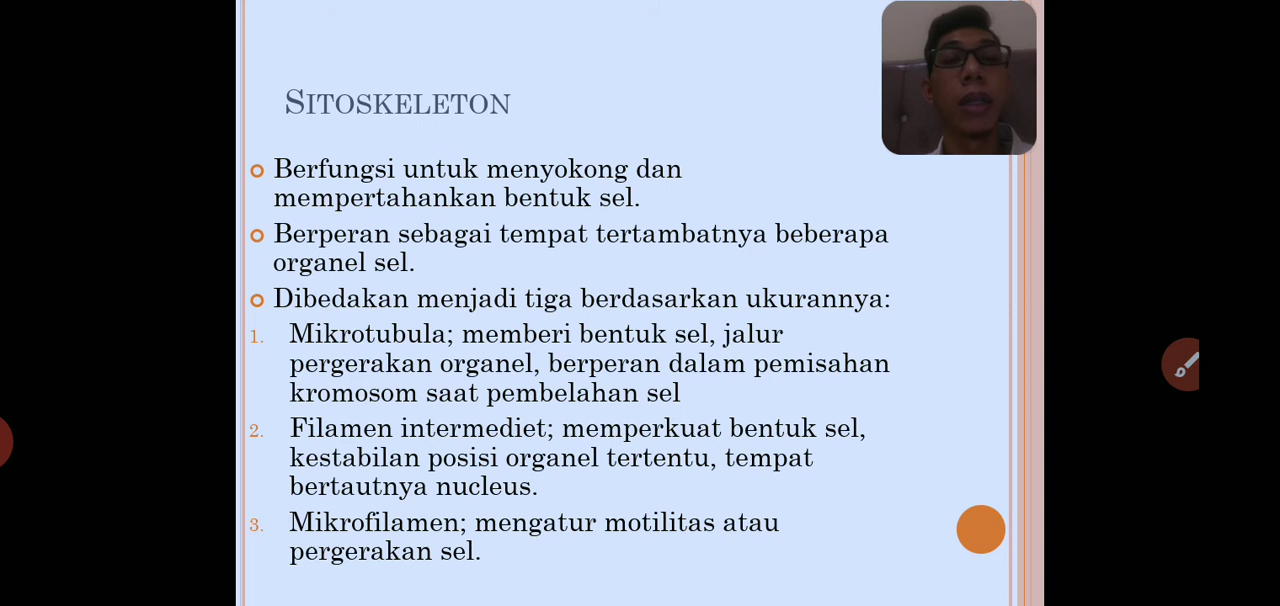 SITOSKELETON
Berfungsi untuk menyokong dan
mempertahankan bentuk sel.
Berperan sebagai tempat tertambatnya beberapa
organel sel.
Dibedakan menjadi tiga berdasarkan ukurannya:
1. Mikrotubula; memberi bentuk sel, jalur
pergerakan organel, berperan dalam pemisahan
kromosom saat pembelahan sel
2. Filamen intermediet; memperkuat bentuk sel,
kestabilan posisi organel tertentu, tempat
bertautnya nucleus.
3. Mikrofilamen; mengatur motilitas atau
pergerakan sel.